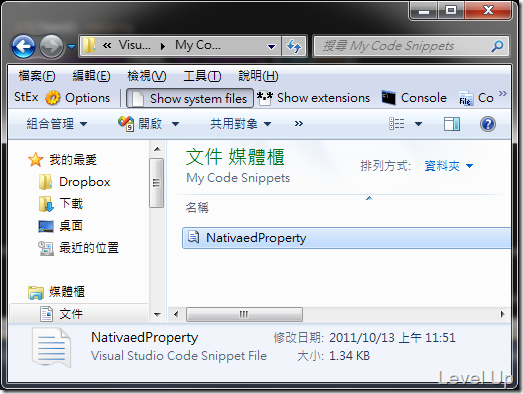 « Visu... ▸ My Co...
搜尋 My Code Snippets
檔案(F) 編輯(E) 檢視(V) 工具(T) 說明(H)
StEx Options Show system files Show extensions Console Co »
組合管理 開啟 共用對象 »
我的最愛
Dropbox
下載
桌面
最近的位置
媒體櫃
文件
文件 媒體櫃
My Code Snippets
排列方式: 資料夾
名稱
NativaedProperty
NativaedProperty 修改日期: 2011/10/13 上午 11:51
Visual Studio Code Snippet File 大小: 1.34 KB
Level Up